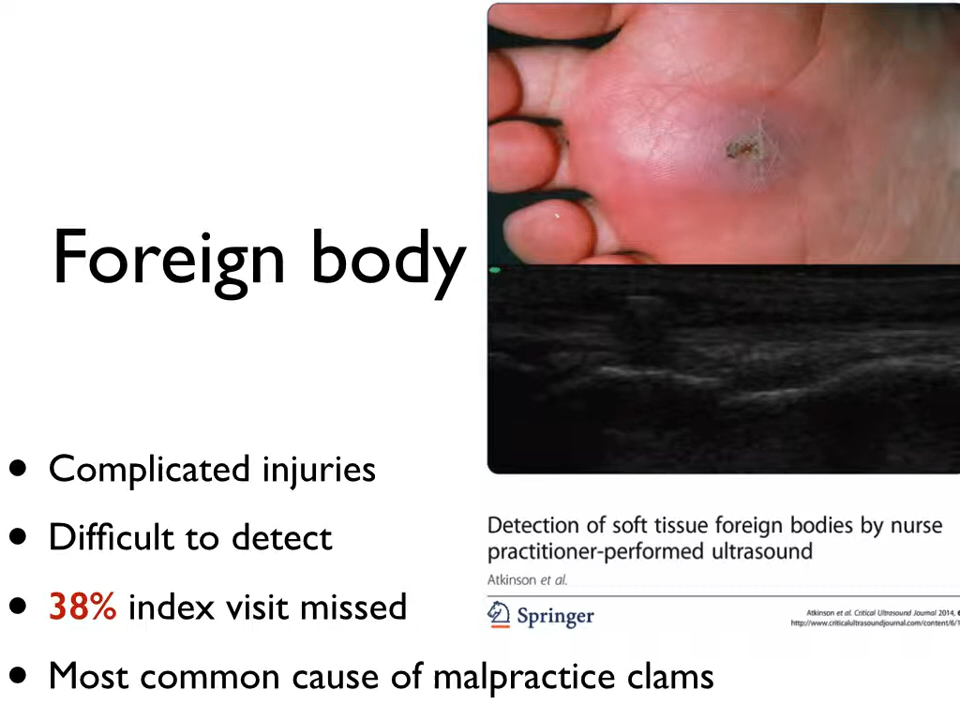 Foreign body
• Complicated injuries
• Difficult to detect
• 38% index visit missed
• Most common cause of malpractice clams
Detection of soft tissue foreign bodies by nurse
practitioner-performed ultrasound
Atkinson et al.
Springer
Atkinson et al. Critical Ultrasound Journal 2014,
http://www.criticalultrasoundjournal.com/content/6/